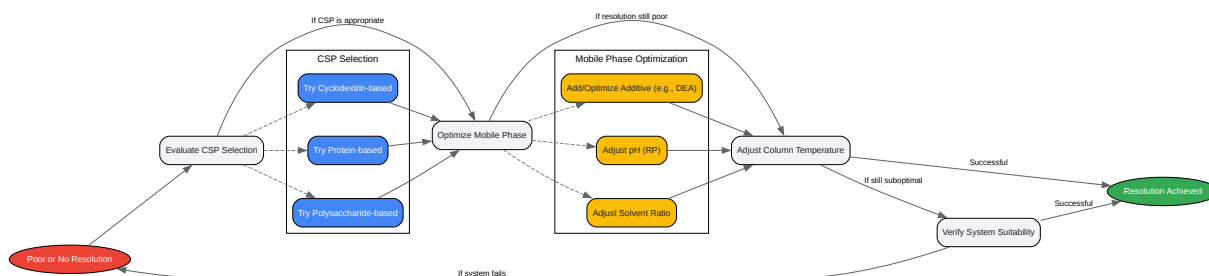 If CSP is appropriate
If resolution still poor
CSP Selection
Mobile Phase Optimization
Try Cyclodextrin-based
Add/Optimize Additive (e.g., DEA)
Optimize Mobile Phase
Evaluate CSP Selection
Try Protein-based
Adjust pH (RP)
Adjust Column Temperature
Successful
If still suboptimal
Resolution Achieved
Successful
Try Polysaccharide-based
Adjust Solvent Ratio
Verify System Suitability
Poor or No Resolution
If system fails